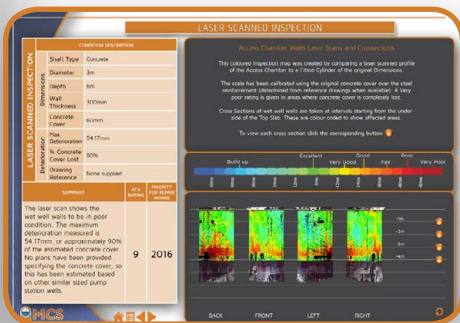 LASER SCANNED INSPECTION
LASER SCANNED INSPECTION
CONDITION DESCRIPTION
Dimensions
Shaft Type Concrete
Diameter 3m
Depth 6m
Wall Thickness 300mm
Concrete Cover 60mm
Deterioration
Max Deterioration 54.17mm
% Concrete Cover Lost 90%
Drawing Reference None supplied
SUMMARY
RATING
PRIORITY FOR REPAIR WORKS
The laser scan shows the
wet well walls to be in poor
condition. The maximum
deterioration measured is
54.17mm, or approximately 90%
of the estimated concrete cover.
No plans have been provided
specifying the concrete cover, so
this has been estimated based
on other similar sized pump
station wells.
9 2016
Access Chamber Walls Laser Scans and Crossections
This coloured inspection map was created by comparing a laser scanned profile
of the Access Chamber to a Fitted Cylinder of the original Dimensions.
The scale has been calibrated using the original concrete cover over the steel
reinforcement (determined from reference drawings when available). A Very
Poor rating is given in areas where concrete cover is completely lost.
Cross Sections of wet well walls are taken at intervals starting from the under-
side of the Top Slab. These are colour coded to show affected areas.
To view each cross section click the corresponding button
Build up Excellent Very Good Good Fair Poor Very Poor
BACK FRONT LEFT RIGHT
MCS